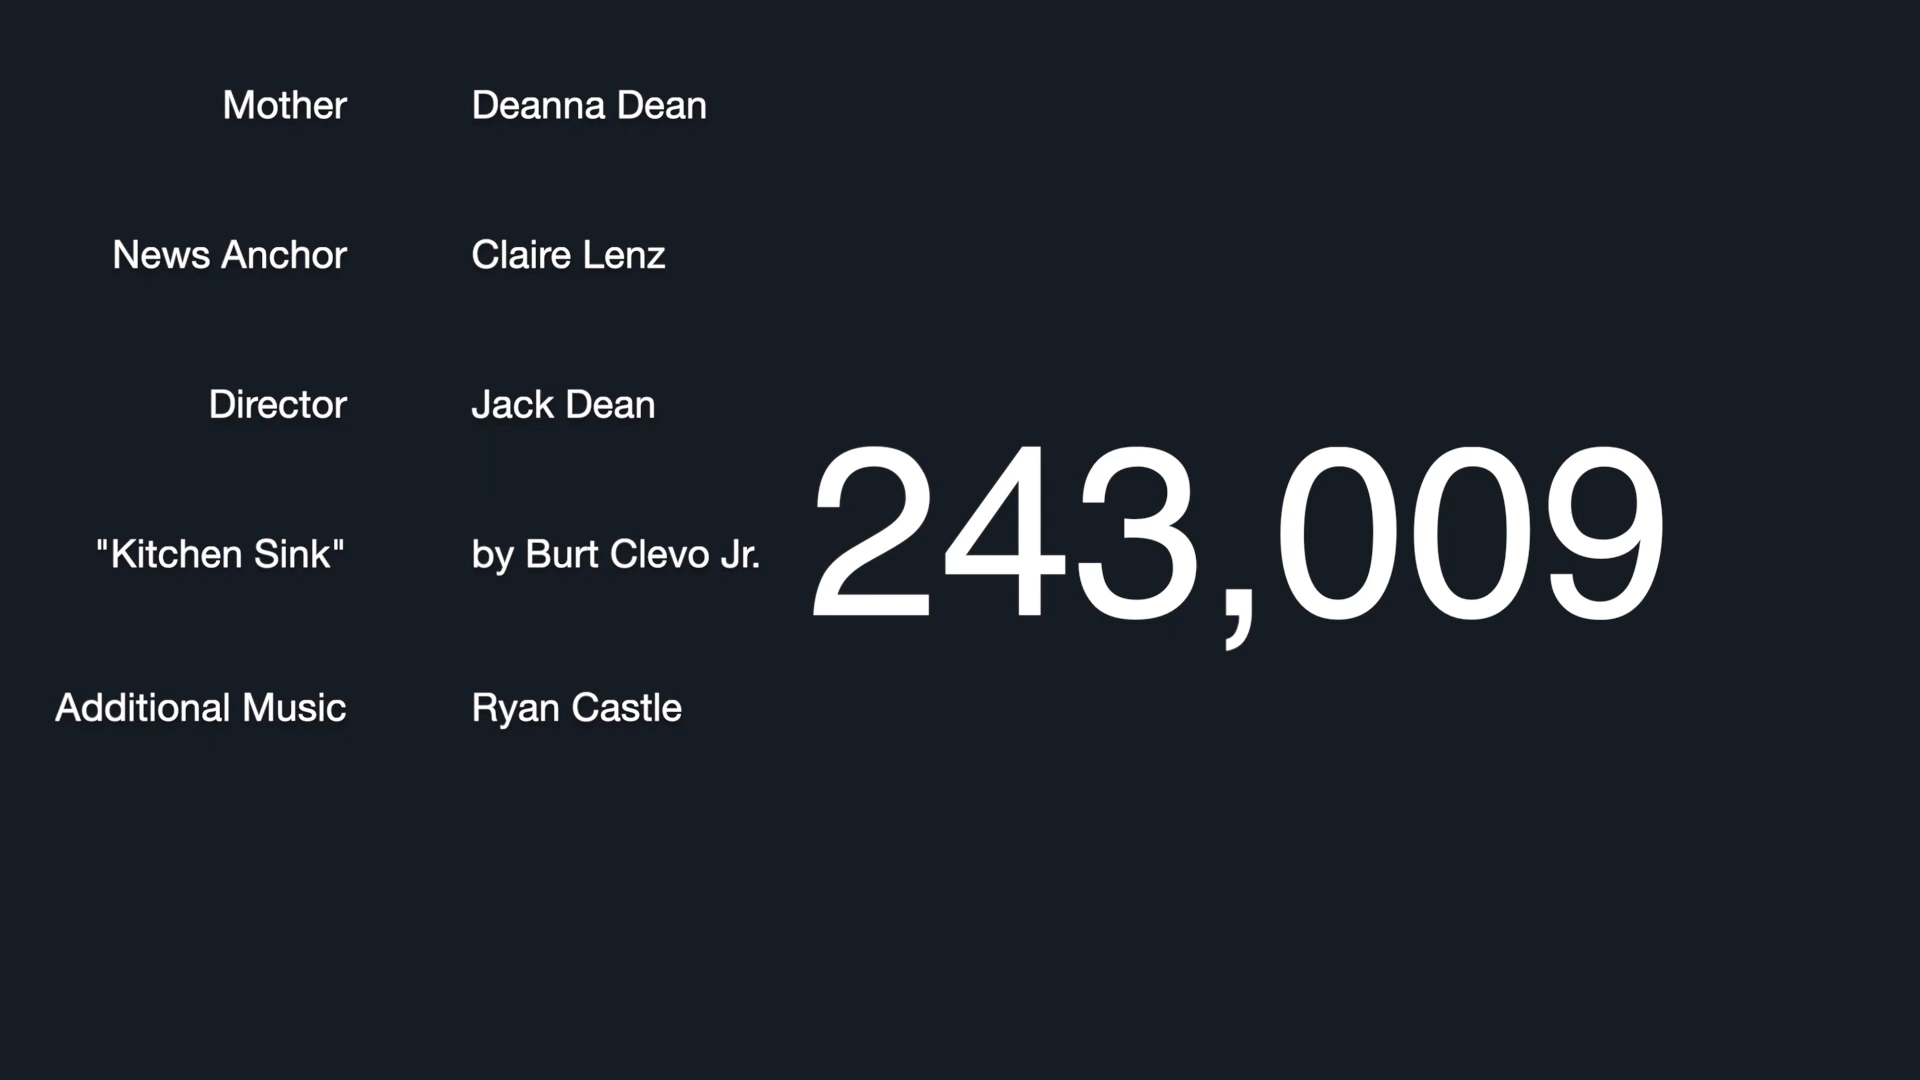 Mother Deanna Dean
News Anchor Claire Lenz
Director Jack Dean
"Kitchen Sink" by Burt Clevo Jr.
243,009
Additional Music Ryan Castle